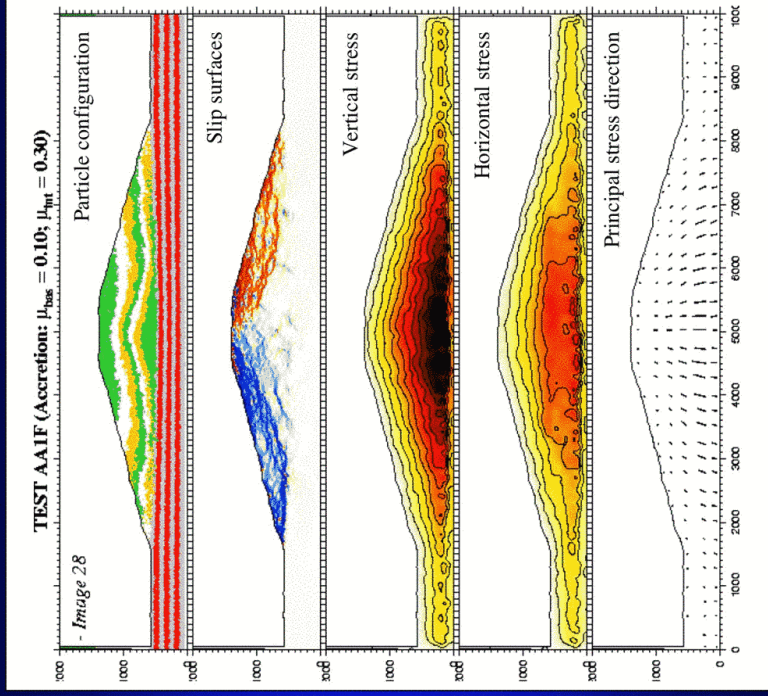 TEST AA1F (Accretion: μbas = 0.10; μint = 0.30)
- Image 28
Particle configuration
Slip surfaces
Vertical stress
Horizontal stress
Principal stress direction
1000
1000
1000
1000
1000
0
0 1000 2000 3000 4000 5000 6000 7000 8000 9000